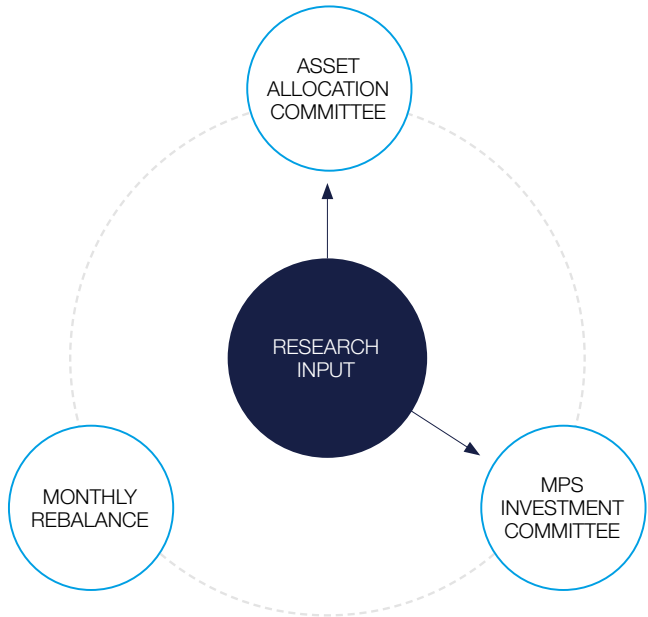 ASSET
ALLOCATION
COMMITTEE
RESEARCH
INPUT
MONTHLY
REBALANCE
MPS
INVESTMENT
COMMITTEE